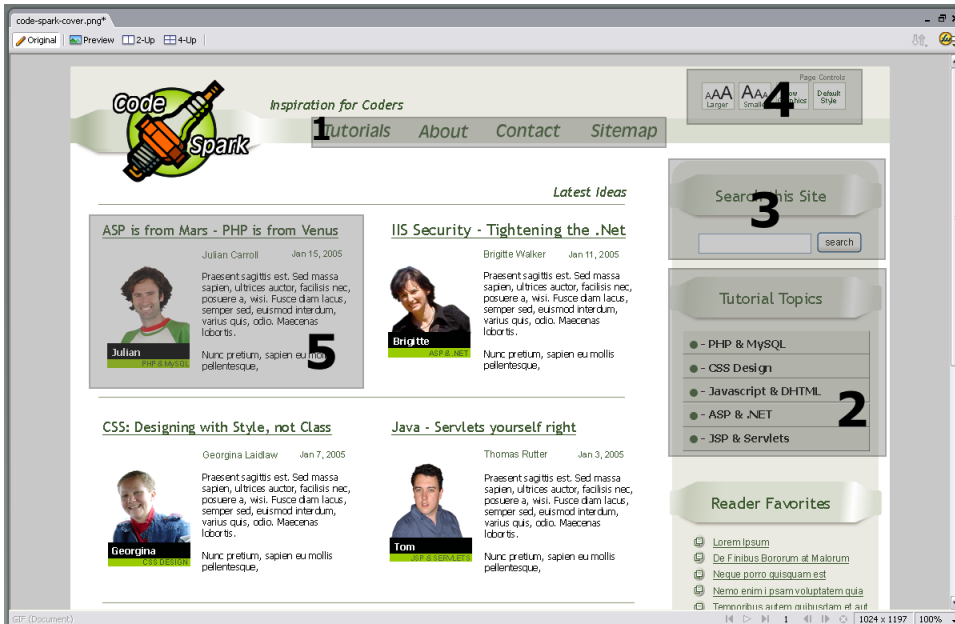 code-spark-cover.png*
Original Preview 2-Up 4-Up
Page Controls
AAA AAA
Larger Default
Style
4
Code
Spark
Inspiration for Coders
1
Tutorials About Contact Sitemap
Latest Ideas
Search this Site
3
search
ASP is from Mars - PHP is from Venus
Julian Carroll Jan 15, 2005
Praesent sagittis est. Sed massa
sapien, ultrices auctor, facilisis nec,
posuere a, wisi. Fusce diam lacus,
semper sed, euismod interdum,
varius quis, odio. Maecenas
lobortis.
Nunc pretium, sapien eu mollis
pellentesque,
Julian
PHP & MySQL
5
IIS Security - Tightening the .Net
Brigitte Walker Jan 11, 2005
Praesent sagittis est. Sed massa
sapien, ultrices auctor, facilisis nec,
posuere a, wisi. Fusce diam lacus,
semper sed, euismod interdum,
varius quis, odio. Maecenas
lobortis.
Nunc pretium, sapien eu mollis
pellentesque,
Brigitte
ASP & .NET
Tutorial Topics
- PHP & MySQL
- CSS Design
- Javascript & DHTML
- ASP & .NET
- JSP & Servlets
2
CSS: Designing with Style, not Class
Georgina Laidlaw Jan 7, 2005
Praesent sagittis est. Sed massa
sapien, ultrices auctor, facilisis nec,
posuere a, wisi. Fusce diam lacus,
semper sed, euismod interdum,
varius quis, odio. Maecenas
lobortis.
Nunc pretium, sapien eu mollis
pellentesque,
Georgina
CSS DESIGN
Java - Servlets yourself right
Thomas Rutter Jan 3, 2005
Praesent sagittis est. Sed massa
sapien, ultrices auctor, facilisis nec,
posuere a, wisi. Fusce diam lacus,
semper sed, euismod interdum,
varius quis, odio. Maecenas
lobortis.
Nunc pretium, sapien eu mollis
pellentesque,
Tom
JSP & SERVLETS
Reader Favorites
Lorem Ipsum
De Finibus Bororum at Malorum
Neque porro quisquam est
Nemo enim ipsam voluptatem quia
Temporibus autem quibusdam et aut
GIF (Document) 1 1024 x 1197 100%